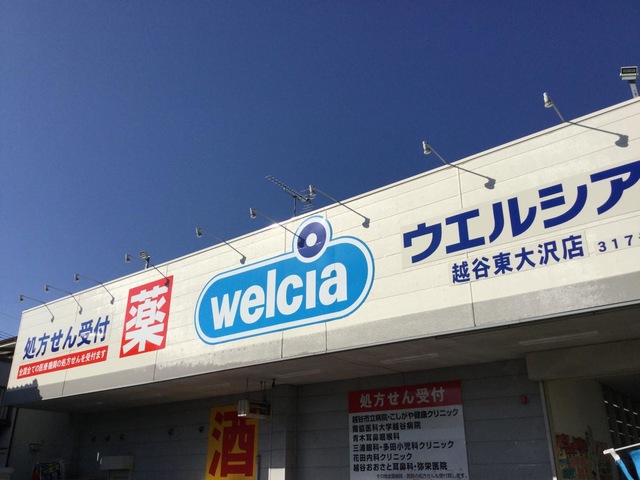 処方せん受付
全国全ての医療機関の処方せんを受付ます
薬
welcia
ウエルシア
越谷東大沢店
317
酒
処方せん受付
越谷市立病院・こしがや健康クリニック
獨協医科大学越谷病院
青木耳鼻咽喉科
三浦眼科・多田小児科クリニック
花田内科クリニック
越谷おおさと耳鼻科・弥栄医院